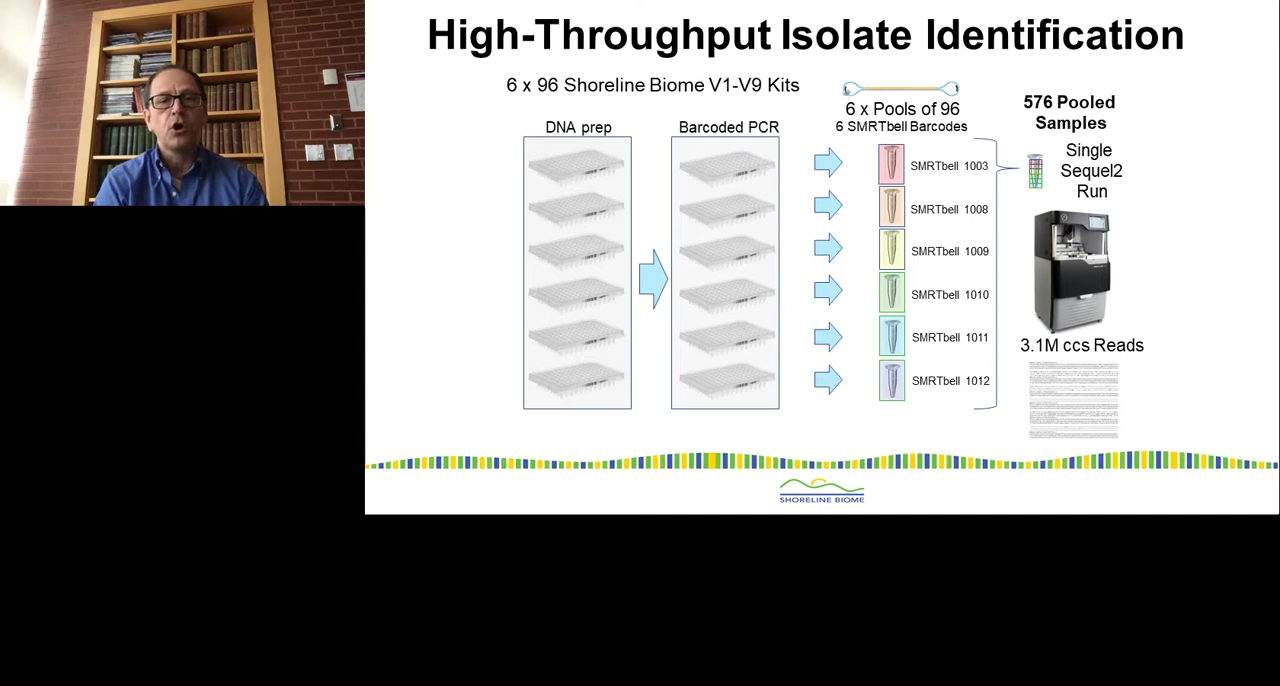 High-Throughput Isolate Identification
6 x 96 Shoreline Biome V1-V9 Kits
DNA prep
Barcoded PCR
6 x Pools of 96
6 SMRTbell Barcodes
SMRTbell 1003
SMRTbell 1008
SMRTbell 1009
SMRTbell 1010
SMRTbell 1011
SMRTbell 1012
576 Pooled
Samples
Single
Sequel2
Run
3.1M ccs Reads
SHORELINE BIOME